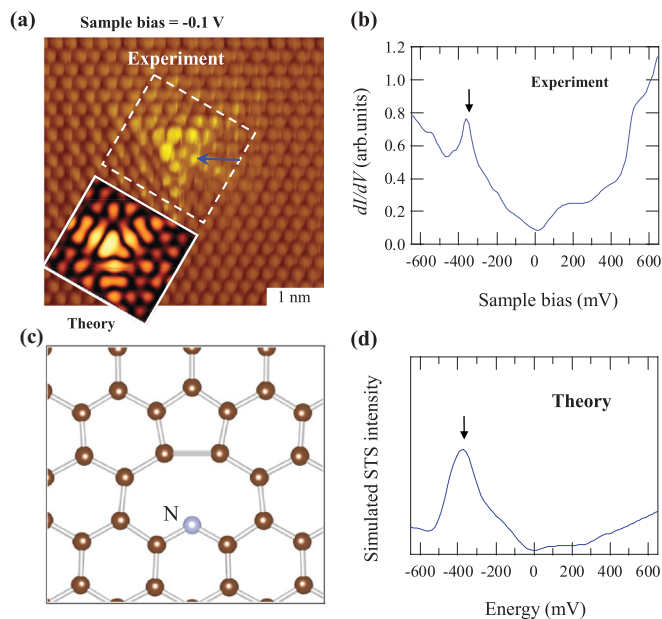 (a)
Sample bias = -0.1 V
Experiment
Theory
1 nm
(b)
Experiment
dI/dV (arb.units)
1.2
1.0
0.8
0.6
0.4
0.2
0.0
-600 -400 -200 0 200 400 600
Sample bias (mV)
(c)
N
(d)
Theory
Simulated STS intensity
-600 -400 -200 0 200 400 600
Energy (mV)